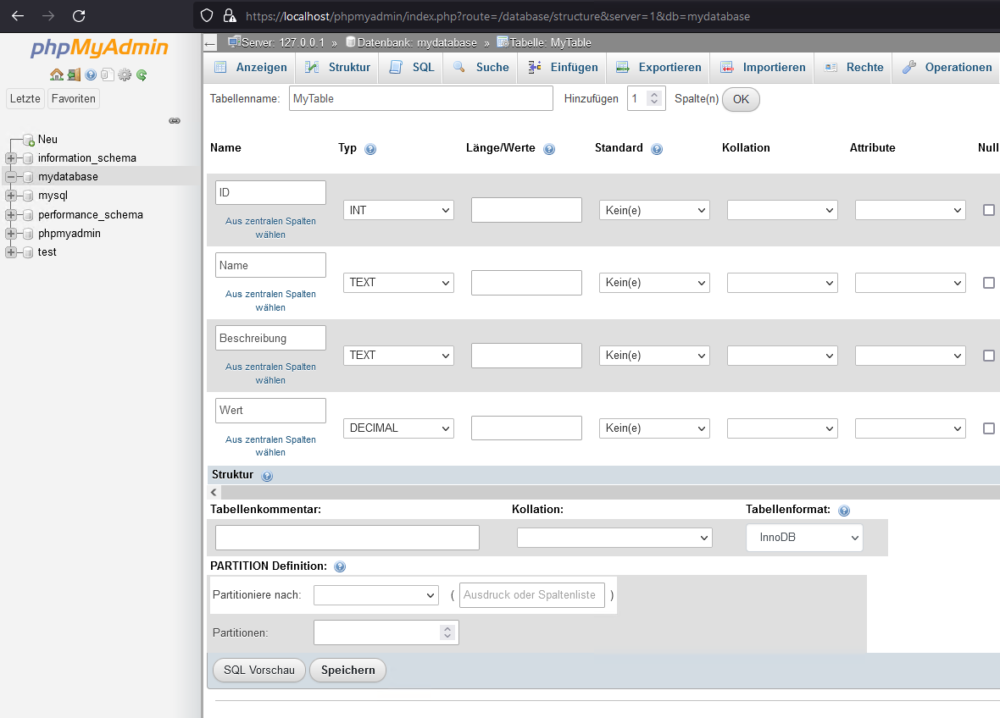 https://localhost/phpmyadmin/index.php?route=/database/structure&server=1&db=mydatabase
phpMyAdmin
Letzte Favoriten
Neu
information_schema
mydatabase
mysql
performance_schema
phpmyadmin
test
Server: 127.0.0.1 » Datenbank: mydatabase » Tabelle: MyTable
Anzeigen Struktur SQL Suche Einfügen Exportieren Importieren Rechte Operationen
Tabellenname: MyTable Hinzufügen 1 Spalte(n) OK
Name Typ Länge/Werte Standard Kollation Attribute Null
ID INT Kein(e)
Aus zentralen Spalten
wählen
Name TEXT Kein(e)
Aus zentralen Spalten
wählen
Beschreibung TEXT Kein(e)
Aus zentralen Spalten
wählen
Wert DECIMAL Kein(e)
Aus zentralen Spalten
wählen
Struktur
Tabellenkommentar: Kollation: Tabellenformat:
InnoDB
PARTITION Definition:
Partitioniere nach: ( Ausdruck oder Spaltenliste )
Partitionen:
SQL Vorschau Speichern